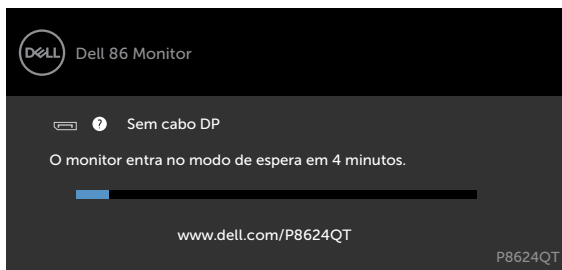 DELL
Dell 86 Monitor
? Sem cabo DP
O monitor entra no modo de espera em 4 minutos.
www.dell.com/P8624QT
P8624QT